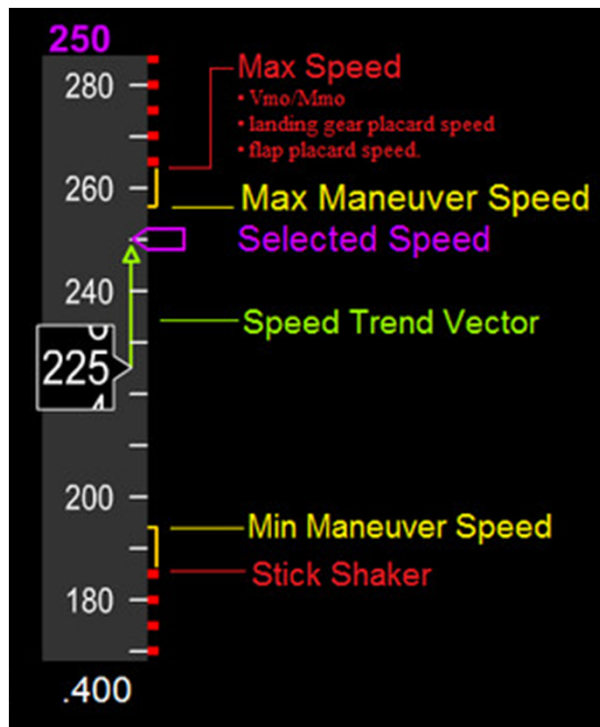 250
280
Max Speed
• Vmo/Mmo
• landing gear placard speed
• flap placard speed.
260
Max Maneuver Speed
Selected Speed
240
Speed Trend Vector
225
4
200
Min Maneuver Speed
Stick Shaker
180
.400